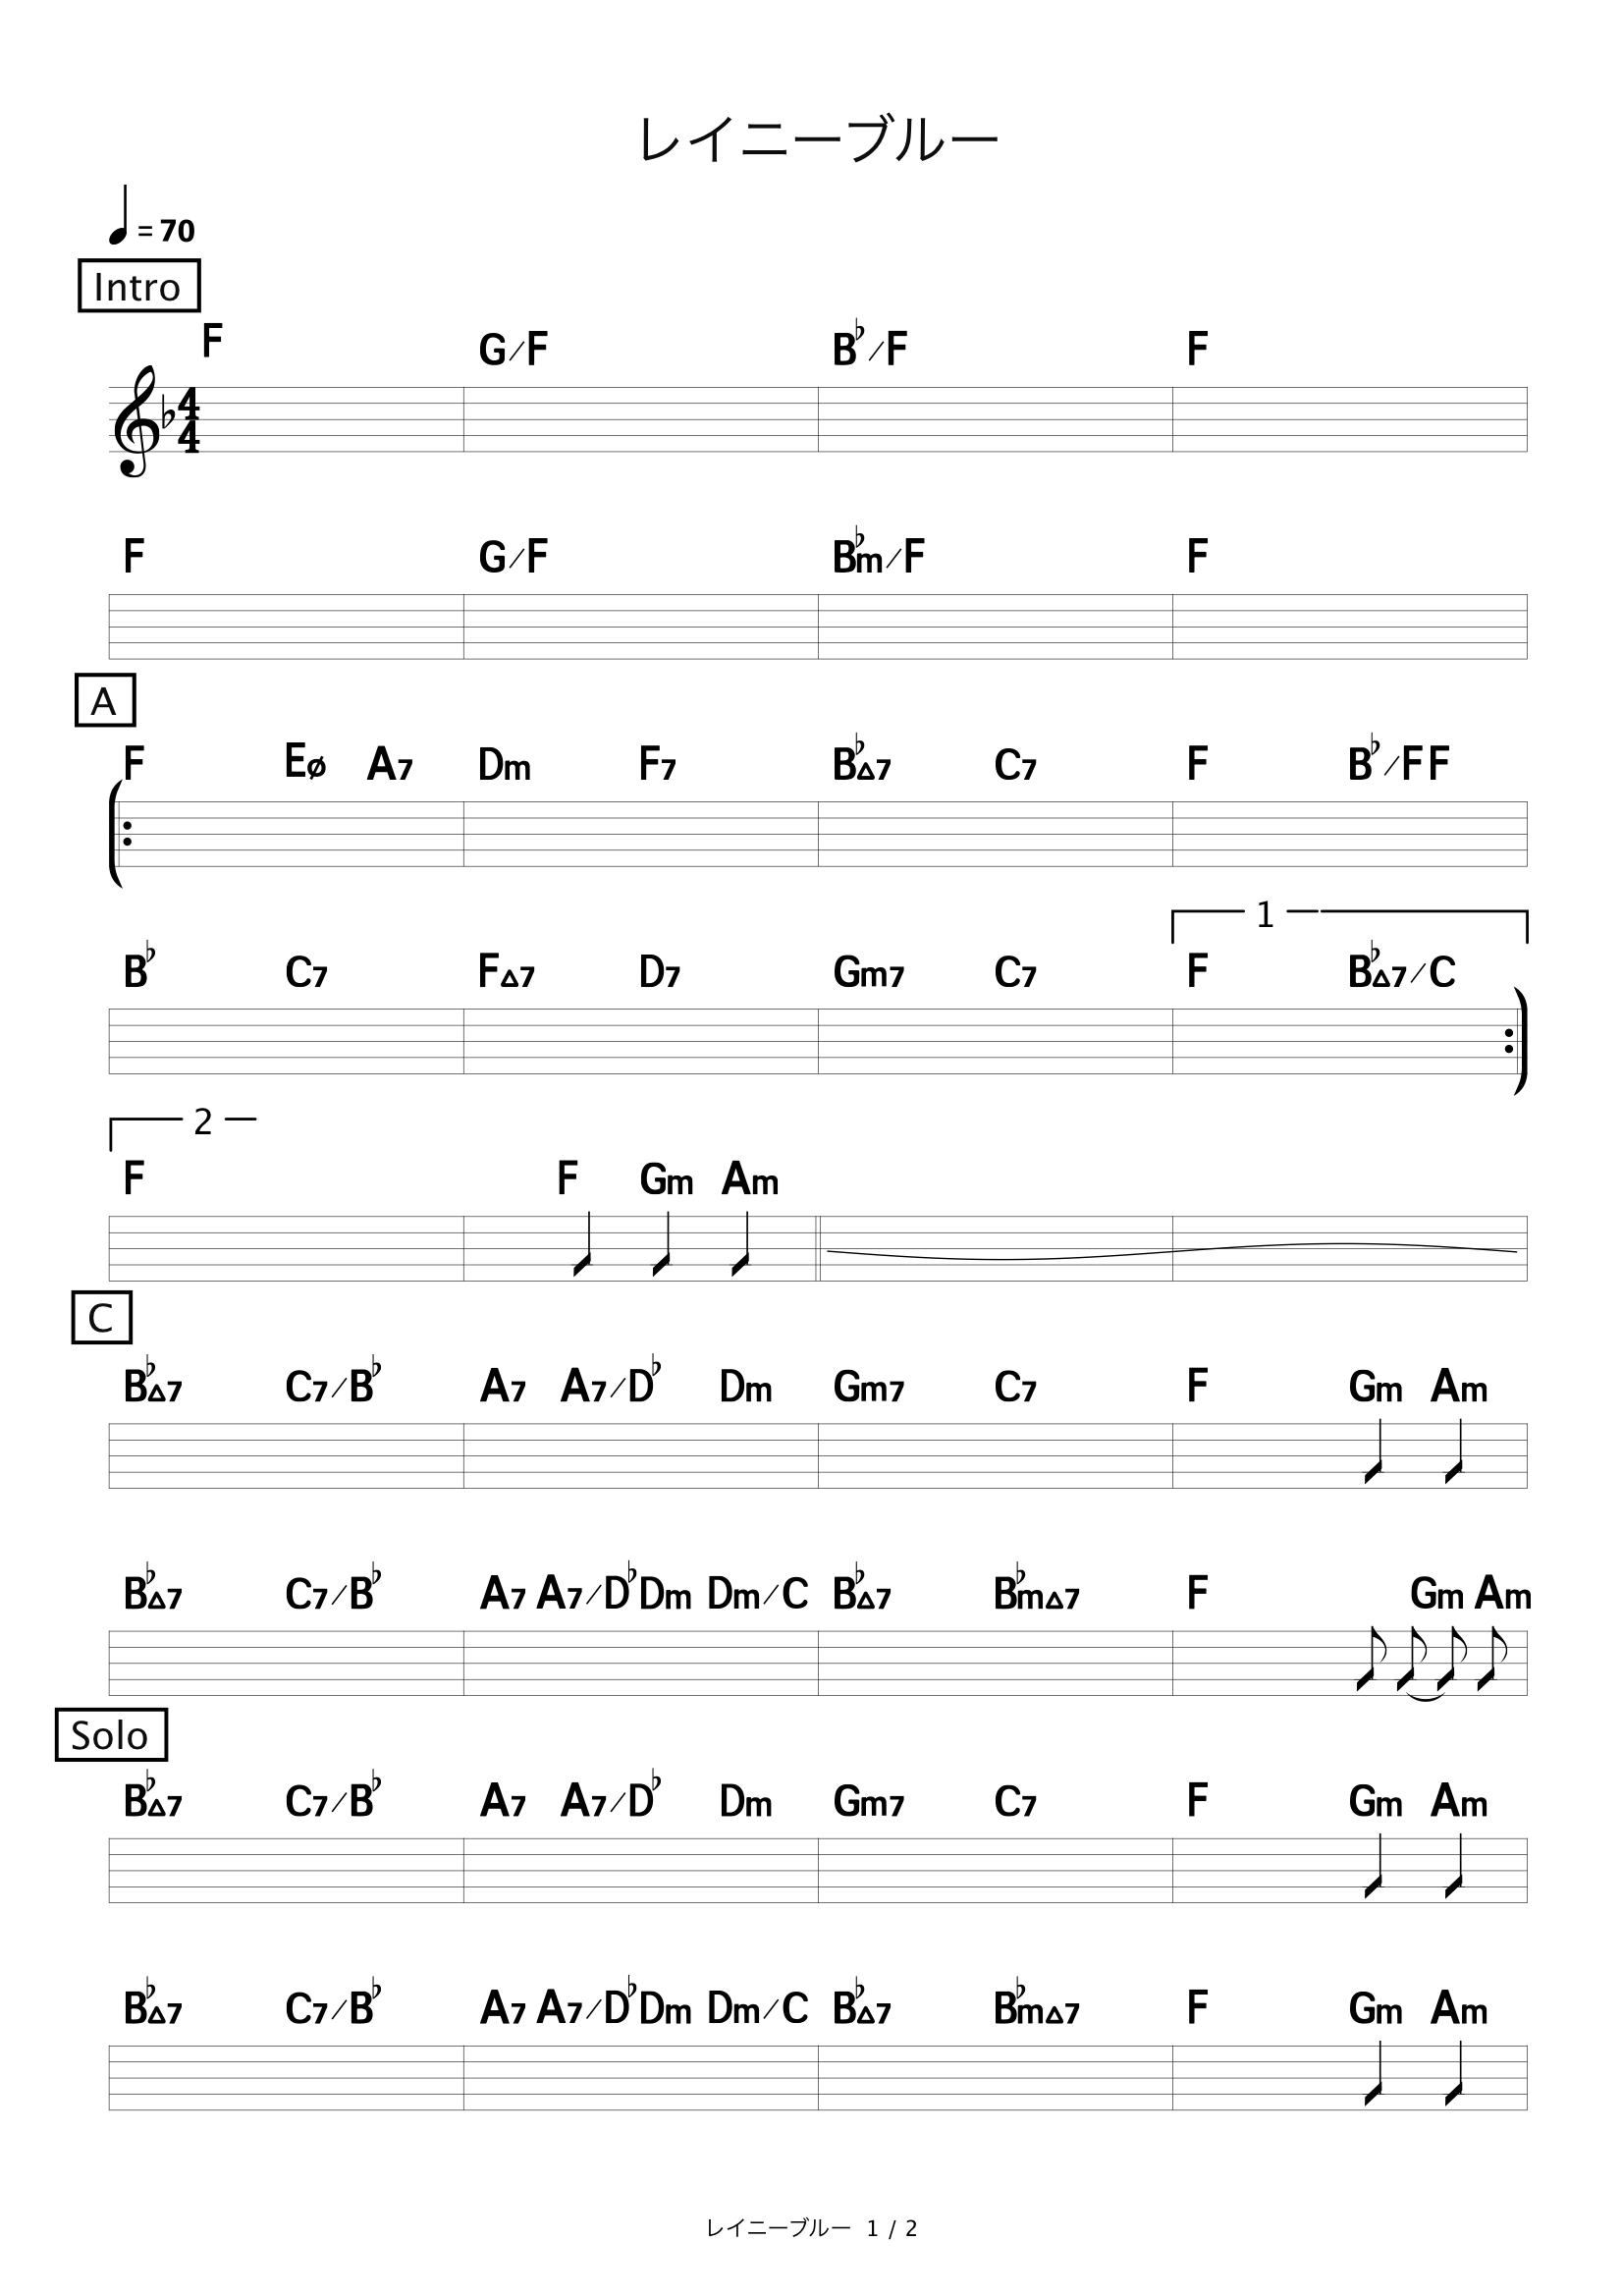 レイニーブルー
= 70
Intro
F G/F B♭/F F
4
4
F G/F B♭m/F F
A
F Eø A7 Dm F7 B♭△7 C7 F B♭/F F
1
B♭ C7 F△7 D7 Gm7 C7 F B♭△7/C
2
F F Gm Am
C
B♭△7 C7/B♭ A7 A7/D♭ Dm Gm7 C7 F Gm Am
B♭△7 C7/B♭ A7 A7/D♭ Dm Dm/C B♭△7 B♭m△7 F Gm Am
Solo
B♭△7 C7/B♭ A7 A7/D♭ Dm Gm7 C7 F Gm Am
B♭△7 C7/B♭ A7 A7/D♭ Dm Dm/C B♭△7 B♭m△7 F Gm Am
レイニーブルー 1 / 2